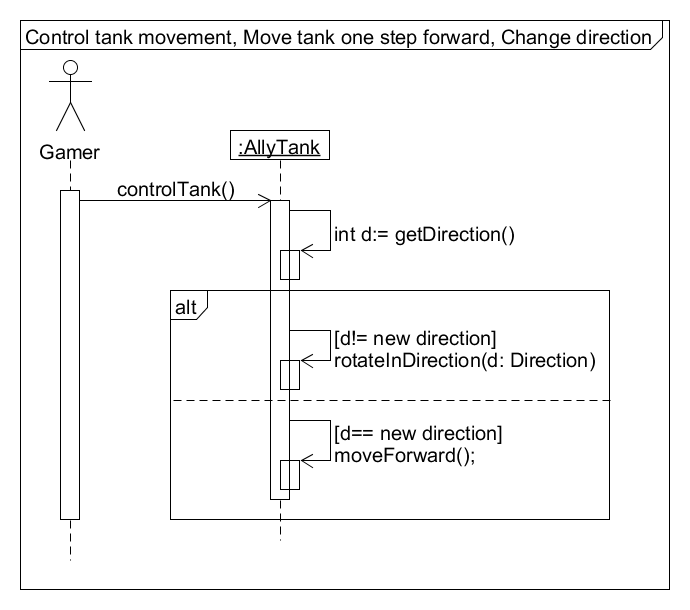 Control tank movement, Move tank one step forward, Change direction
Gamer
:AllyTank
controlTank()
int d:= getDirection()
alt
[d!= new direction]
rotateInDirection(d: Direction)
[d== new direction]
moveForward();